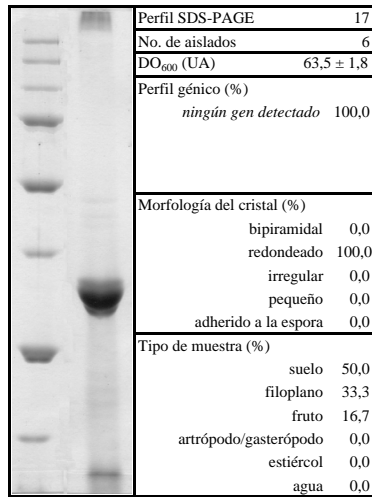 Perfil SDS-PAGE 17
No. de aislados 6
DO₆₀₀ (UA) 63,5 ± 1,8
Perfil génico (%)
ningún gen detectado 100,0
Morfología del cristal (%)
bipiramidal 0,0
redondeado 100,0
irregular 0,0
pequeño 0,0
adherido a la espora 0,0
Tipo de muestra (%)
suelo 50,0
filoplano 33,3
fruto 16,7
artrópodo/gasterópodo 0,0
estiércol 0,0
agua 0,0